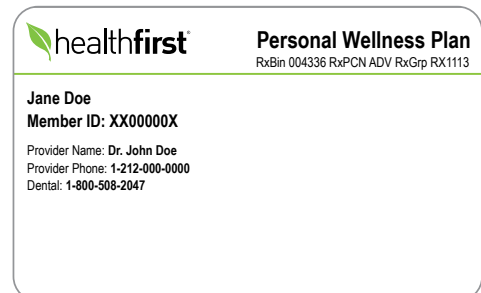 healthfirst
Personal Wellness Plan
RxBin 004336 RxPCN ADV RxGrp RX1113
Jane Doe
Member ID: XX00000X
Provider Name: Dr. John Doe
Provider Phone: 1-212-000-0000
Dental: 1-800-508-2047